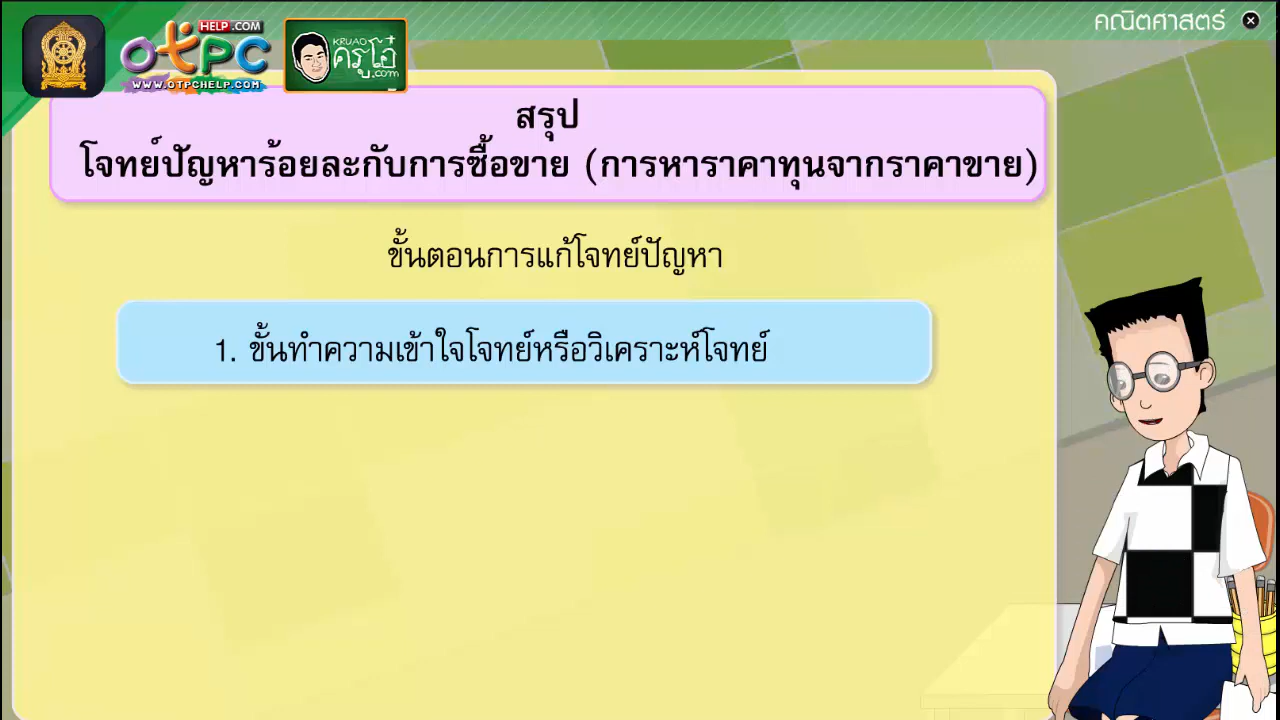 คณิตศาสตร์
HELP.COM
OTPC
WWW.OTPCHELP.COM
KRUAO
ครูโอ๋
.com
สรุป
โจทย์ปัญหาร้อยละกับการซื้อขาย (การหาราคาทุนจากราคาขาย)
ขั้นตอนการแก้โจทย์ปัญหา
1. ขั้นทำความเข้าใจโจทย์หรือวิเคราะห์โจทย์